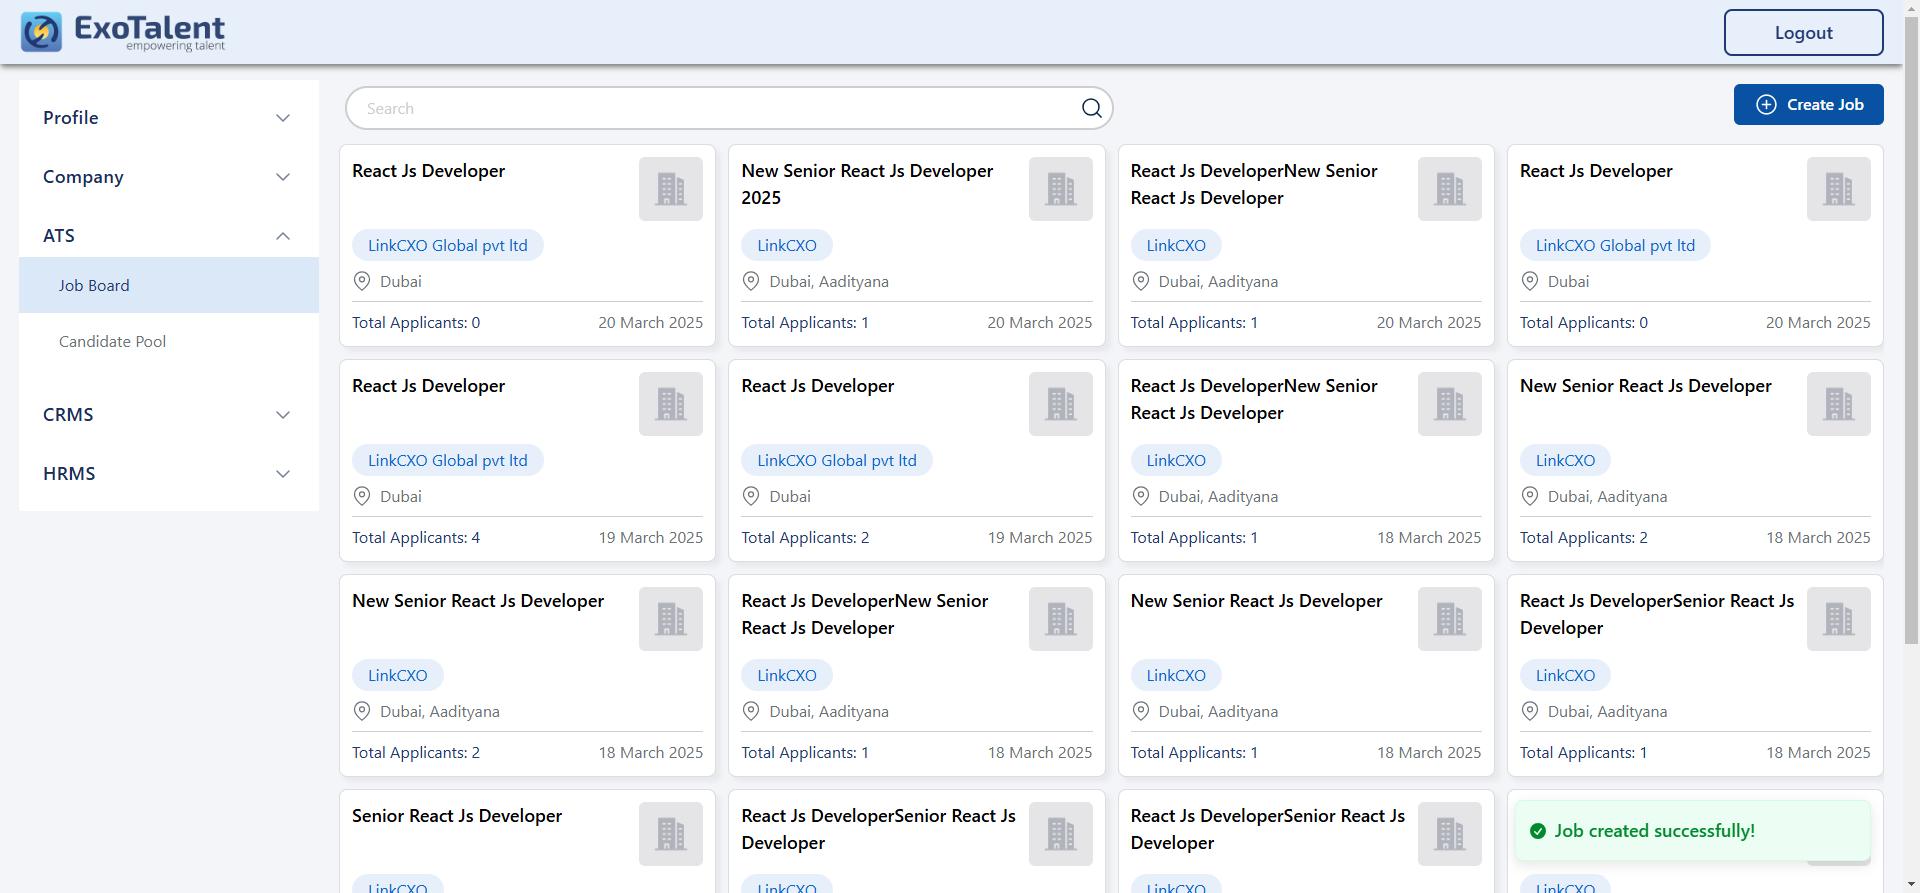 ExoTalent
empowering talent
Logout
Profile
Company
ATS
Job Board
Candidate Pool
CRMS
HRMS
Search
Create Job
React Js Developer
LinkCXO Global pvt ltd
Dubai
Total Applicants: 0
20 March 2025
New Senior React Js Developer
2025
LinkCXO
Dubai, Aadityana
Total Applicants: 1
20 March 2025
React Js DeveloperNew Senior
React Js Developer
LinkCXO
Dubai, Aadityana
Total Applicants: 1
20 March 2025
React Js Developer
LinkCXO Global pvt ltd
Dubai
Total Applicants: 0
20 March 2025
React Js Developer
LinkCXO Global pvt ltd
Dubai
Total Applicants: 4
19 March 2025
React Js Developer
LinkCXO Global pvt ltd
Dubai
Total Applicants: 2
19 March 2025
React Js DeveloperNew Senior
React Js Developer
LinkCXO
Dubai, Aadityana
Total Applicants: 1
18 March 2025
New Senior React Js Developer
LinkCXO
Dubai, Aadityana
Total Applicants: 2
18 March 2025
New Senior React Js Developer
LinkCXO
Dubai, Aadityana
Total Applicants: 2
18 March 2025
React Js DeveloperNew Senior
React Js Developer
LinkCXO
Dubai, Aadityana
Total Applicants: 1
18 March 2025
New Senior React Js Developer
LinkCXO
Dubai, Aadityana
Total Applicants: 1
18 March 2025
React Js DeveloperSenior React Js
Developer
LinkCXO
Dubai, Aadityana
Total Applicants: 1
18 March 2025
Senior React Js Developer
LinkCXO
React Js DeveloperSenior React Js
Developer
LinkCXO
React Js DeveloperSenior React Js
Developer
LinkCXO
Job created successfully!
LinkCXO